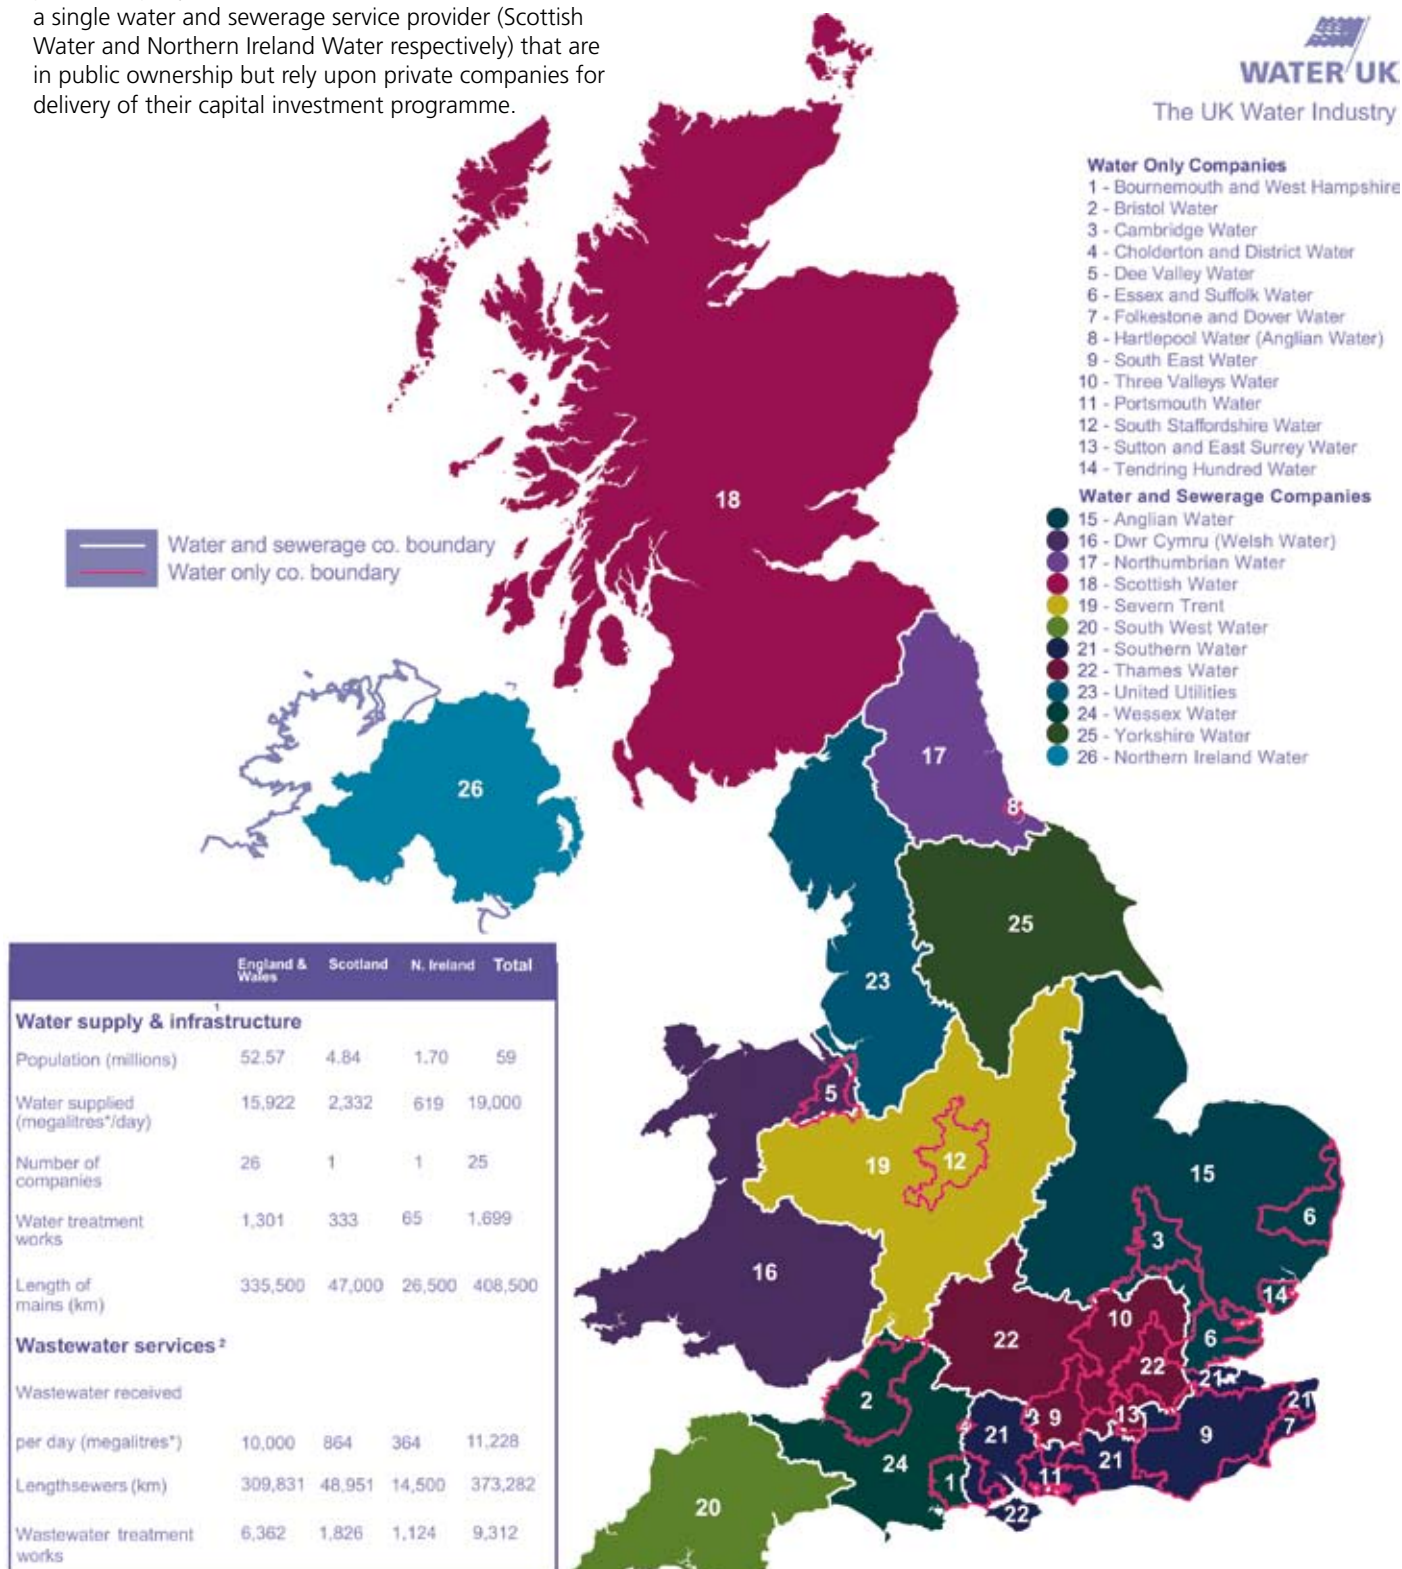 a single water and sewerage service provider (Scottish
Water and Northern Ireland Water respectively) that are
in public ownership but rely upon private companies for
delivery of their capital investment programme.
WATER UK
The UK Water Industry
Water Only Companies
1 - Bournemouth and West Hampshire
2 - Bristol Water
3 - Cambridge Water
4 - Cholderton and District Water
5 - Dee Valley Water
6 - Essex and Suffolk Water
7 - Folkestone and Dover Water
8 - Hartlepool Water (Anglian Water)
9 - South East Water
10 - Three Valleys Water
11 - Portsmouth Water
12 - South Staffordshire Water
13 - Sutton and East Surrey Water
14 - Tendring Hundred Water
Water and Sewerage Companies
15 - Anglian Water
16 - Dwr Cymru (Welsh Water)
17 - Northumbrian Water
18 - Scottish Water
19 - Severn Trent
20 - South West Water
21 - Southern Water
22 - Thames Water
23 - United Utilities
24 - Wessex Water
25 - Yorkshire Water
26 - Northern Ireland Water
Water and sewerage co. boundary
Water only co. boundary
18
17
26
8
25
23
5
19
12
15
6
3
16
14
10
22
6
22
21
2
21
13
9
7
21
9
24
21
11
1
22
20
England & Wales Scotland N. Ireland Total
Water supply & infrastructure 1
Population (millions) 52.57 4.84 1.70 59
Water supplied (megalitres*/day) 15,922 2,332 619 19,000
Number of companies 26 1 1 25
Water treatment works 1,301 333 65 1,699
Length of mains (km) 335,500 47,000 26,500 408,500
Wastewater services 2
Wastewater received
per day (megalitres*) 10,000 864 364 11,228
Lengthsewers (km) 309,831 48,951 14,500 373,282
Wastewater treatment works 6,362 1,826 1,124 9,312